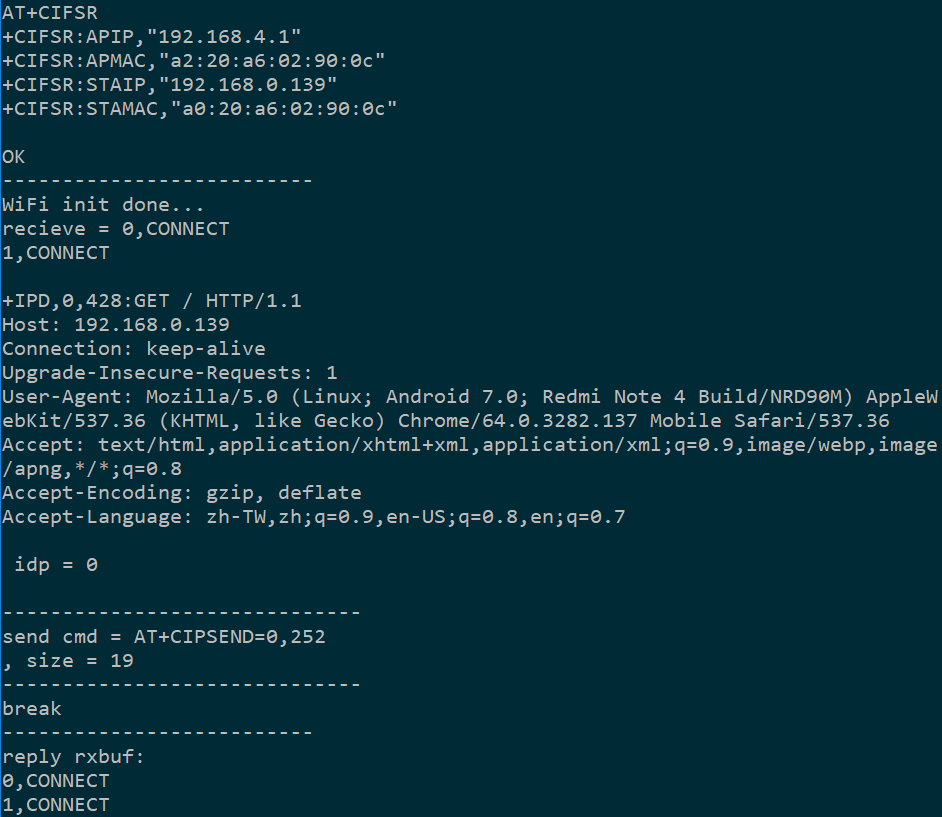 AT+CIFSR
+CIFSR:APIP,"192.168.4.1"
+CIFSR:APMAC,"a2:20:a6:02:90:0c"
+CIFSR:STAIP,"192.168.0.139"
+CIFSR:STAMAC,"a0:20:a6:02:90:0c"
OK
--------------------------
WiFi init done...
recieve = 0,CONNECT
1,CONNECT
+IPD,0,428:GET / HTTP/1.1
Host: 192.168.0.139
Connection: keep-alive
Upgrade-Insecure-Requests: 1
User-Agent: Mozilla/5.0 (Linux; Android 7.0; Redmi Note 4 Build/NRD90M) AppleW
ebKit/537.36 (KHTML, like Gecko) Chrome/64.0.3282.137 Mobile Safari/537.36
Accept: text/html,application/xhtml+xml,application/xml;q=0.9,image/webp,image
/apng,*/*;q=0.8
Accept-Encoding: gzip, deflate
Accept-Language: zh-TW,zh;q=0.9,en-US;q=0.8,en;q=0.7
idp = 0
------------------------------
send cmd = AT+CIPSEND=0,252
, size = 19
------------------------------
break
--------------------------
reply rxbuf:
0,CONNECT
1,CONNECT